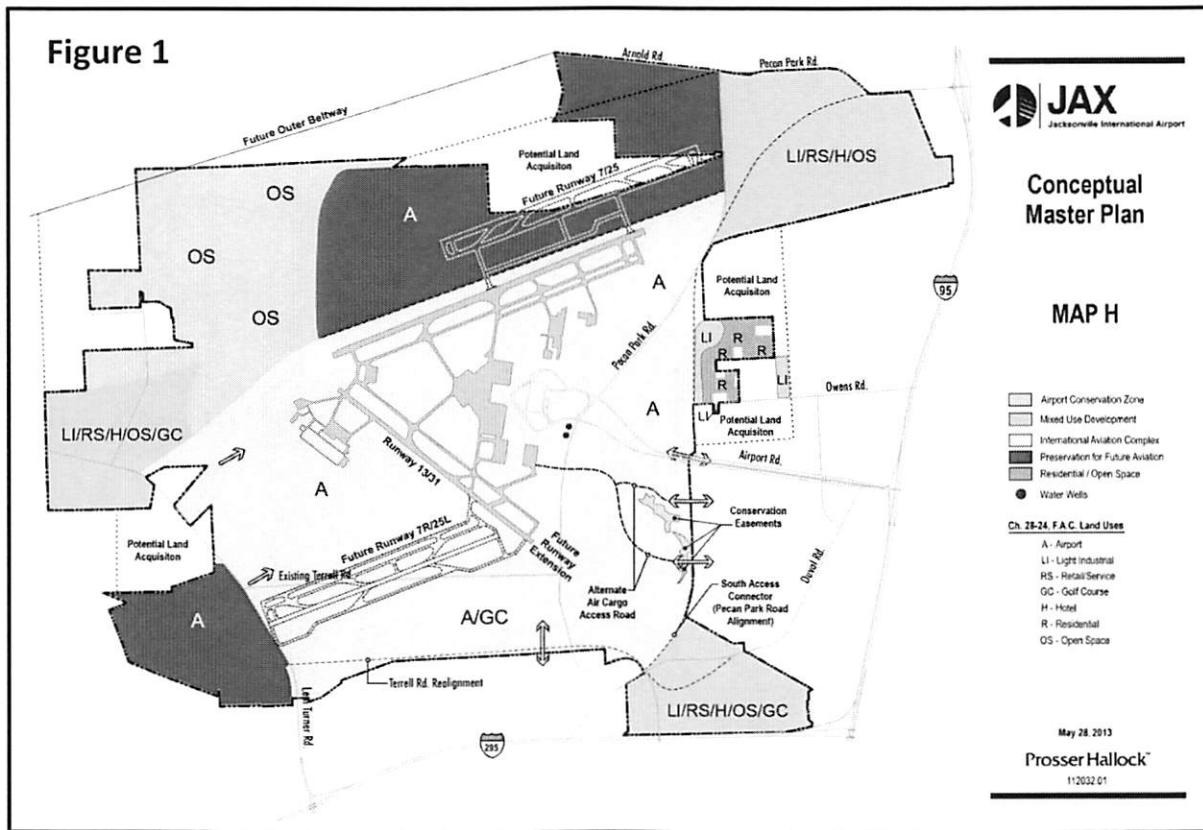 Figure 1
Arnold Rd.
Pecan Park Rd.
Future Outer Beltway
Potential Land
Acquisiton
Future Runway 7/25
LI/RS/H/OS
OS
A
OS
OS
A
Potential Land
Acquisiton
95
Pecan Park Rd.
LI
R
R
R
R
LI
LI
Owens Rd.
Potential Land
Acquisiton
A
Airport Rd.
LI/RS/H/OS/GC
Runway 13/31
A
Potential Land
Acquisiton
Future Runway 7R/25L
Future
Runway
Extension
Existing Terrell Rd.
Conservation
Easements
Duval Rd.
Alternate
Air Cargo
Access Road
South Access
Connector
(Pecan Park Road
Alignment)
A
A/GC
Terrell Rd. Realignment
Lem Turner Rd.
LI/RS/H/OS/GC
295
JAX
Jacksonville International Airport
Conceptual
Master Plan
MAP H
Airport Conservation Zone
Mixed Use Development
International Aviation Complex
Preservation for Future Aviation
Residential / Open Space
Water Wells
Ch. 28-24, F.A.C. Land Uses
A - Airport
LI - Light Industrial
RS - Retail/Service
GC - Golf Course
H - Hotel
R - Residential
OS - Open Space
May 28, 2013
Prosser Hallock™
112032.01